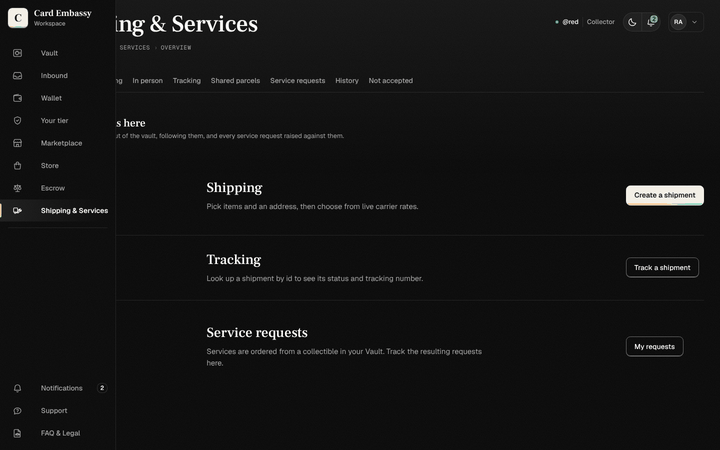 C
Card Embassy
Workspace
Vault
Inbound
Wallet
Your tier
Marketplace
Store
Escrow
Shipping & Services
Notifications
2
Support
FAQ & Legal
ing & Services
@red
Collector
2
RA
SERVICES OVERVIEW
ng In person Tracking Shared parcels Service requests History Not accepted
s here
ut of the vault, following them, and every service request raised against them.
Shipping
Pick items and an address, then choose from live carrier rates.
Create a shipment
Tracking
Look up a shipment by id to see its status and tracking number.
Track a shipment
Service requests
Services are ordered from a collectible in your Vault. Track the resulting requests
here.
My requests